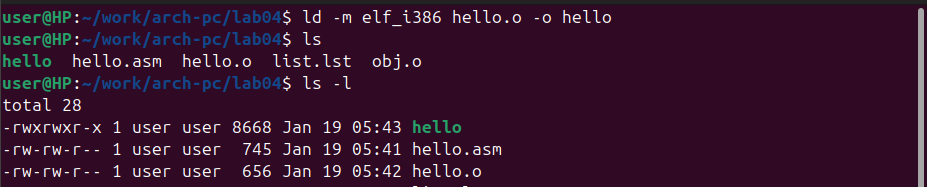 user@HP:~/work/arch-pc/lab04$ ld -m elf_i386 hello.o -o hello
user@HP:~/work/arch-pc/lab04$ ls
hello  hello.asm  hello.o  list.lst  obj.o
user@HP:~/work/arch-pc/lab04$ ls -l
total 28
-rwxrwxr-x 1 user user 8668 Jan 19 05:43 hello
-rw-rw-r-- 1 user user  745 Jan 19 05:41 hello.asm
-rw-rw-r-- 1 user user  656 Jan 19 05:42 hello.o